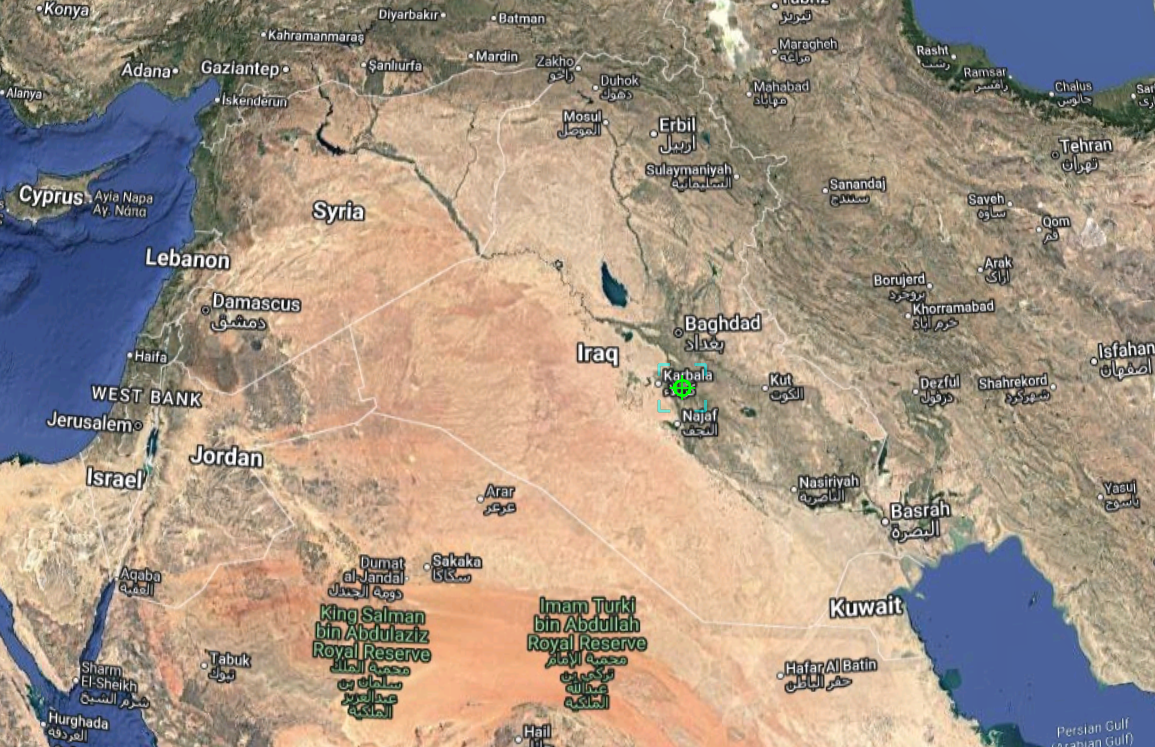 Konya
Diyarbakır
Batman
تبریز
Kahramanmaraş
Maragheh
مراغه
Rasht
رشت
Adana
Gaziantep
Şanlıurfa
Mardin
Zakho
زاخو
Ramsar
رامسر
Duhok
دهوك
Mahabad
مهاباد
Chalus
چالوس
Alanya
İskenderun
Mosul
الموصل
Erbil
اربيل
Tehran
تهران
Sulaymaniyah
السليمانية
Sanandaj
سنندج
Cyprus
Ayia Napa
Αγ. Νάπα
Saveh
ساوه
Qom
قم
Syria
Lebanon
Arak
اراک
Borujerd
بروجرد
Khorramabad
خرم آباد
Damascus
دمشق
Baghdad
بغداد
Iraq
Isfahan
اصفهان
Haifa
Karbala
Kut
الكوت
Dezful
دزفول
Shahrekord
شهرکرد
WEST BANK
Jerusalem
Najaf
النجف
Jordan
Israel
Nasiriyah
الناصرية
Yasuj
یاسوج
Arar
عرعر
Basrah
البصرة
Dumat
al-Jandal
دومة الجندل
Sakaka
سكاكا
Aqaba
العقبة
King Salman
bin Abdulaziz
Royal Reserve
محمية الملك
سلمان بن
عبدالعزيز
الملكية
Imam Turki
bin Abdullah
Royal Reserve
محمية الإمام
تركي بن
عبدالله
الملكية
Kuwait
Tabuk
تبوك
Hafar Al Batin
حفر الباطن
Sharm
El-Sheikh
شرم الشيخ
Hurghada
الغردقة
Hail
Persian Gulf